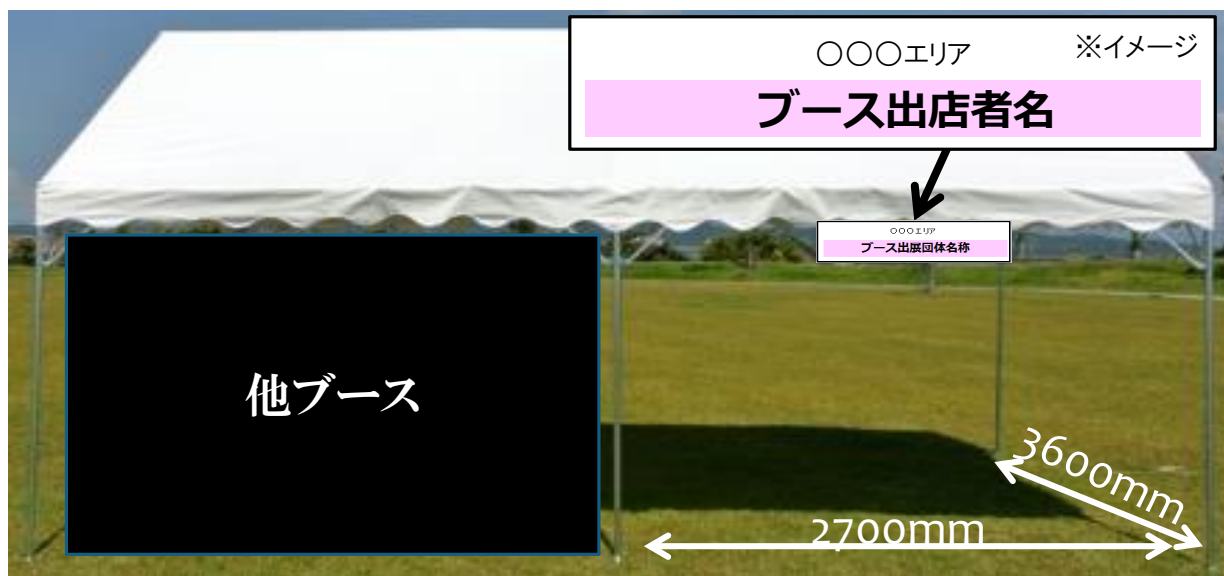 ○○○エリア ※イメージ
ブース出店者名
○○○エリア
ブース出展団体名称
他ブース
3600mm
2700mm